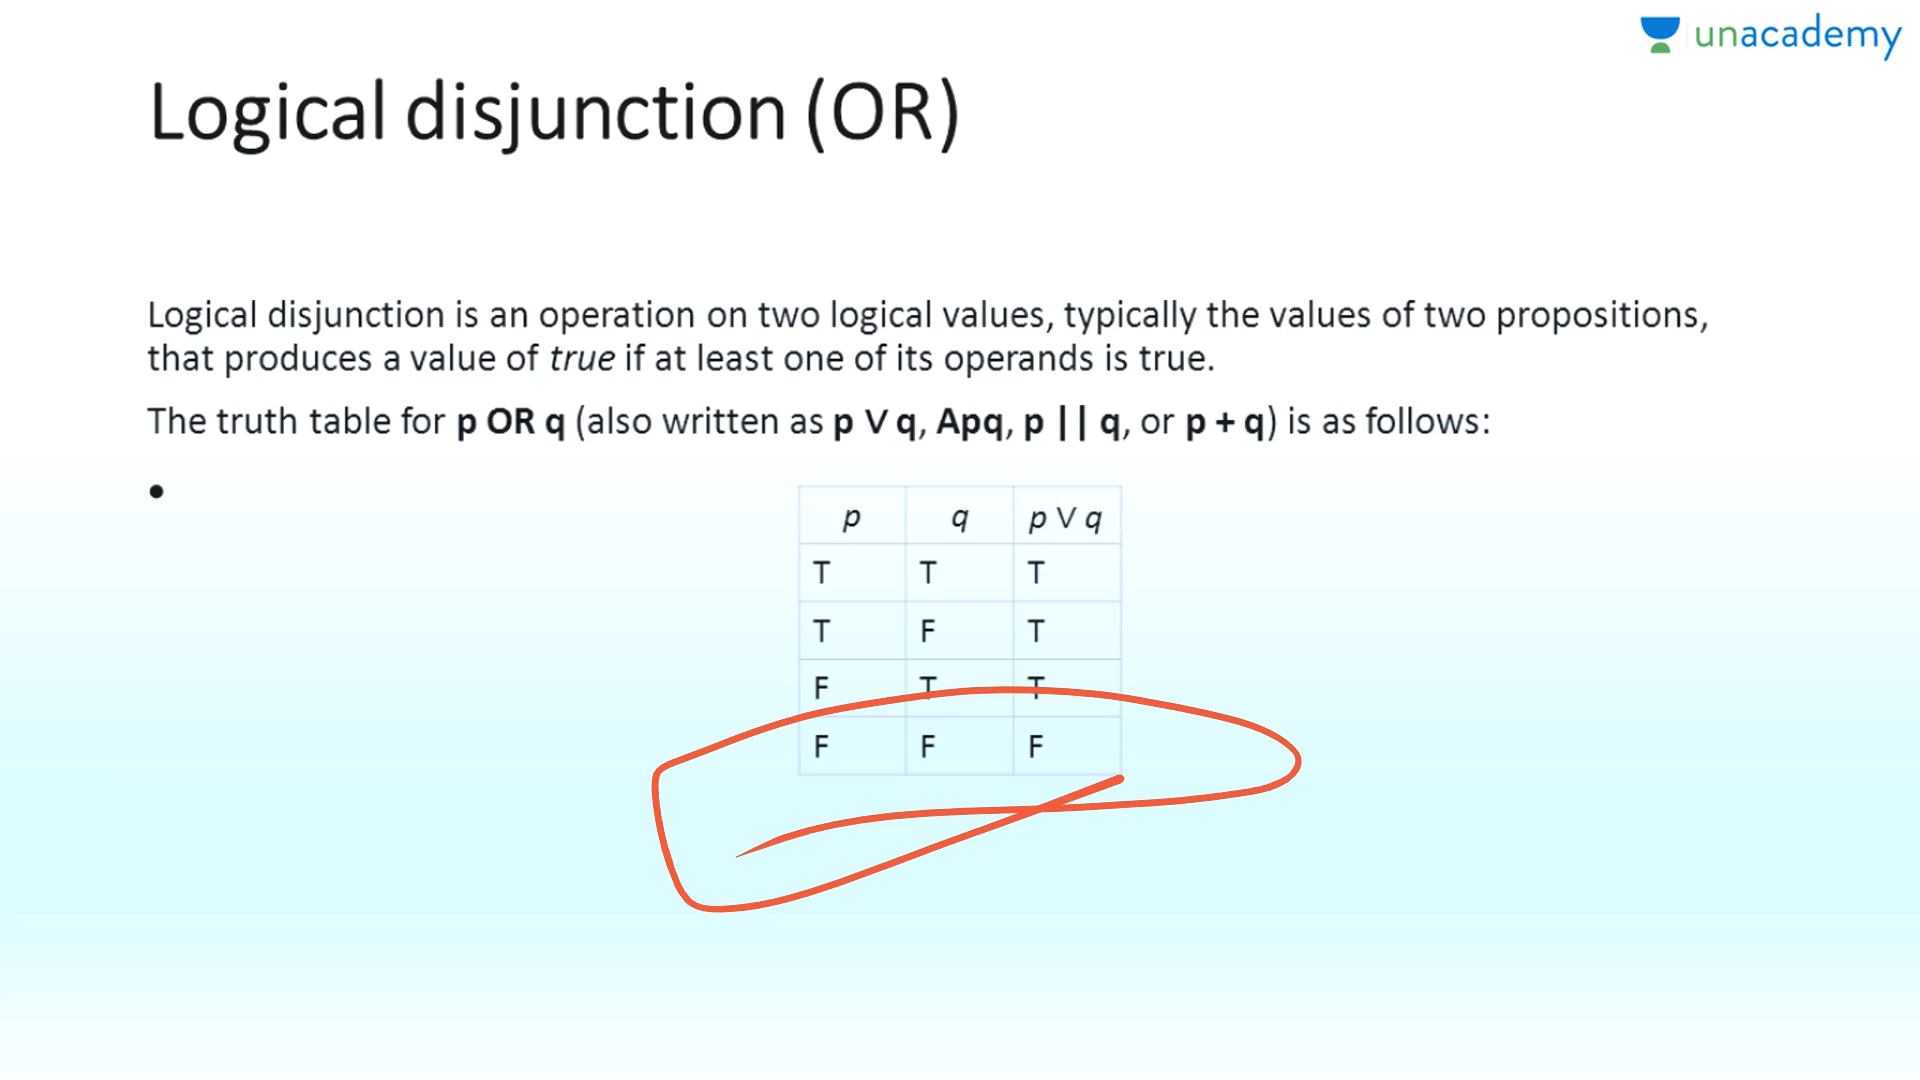 unacademy
Logical disjunction (OR)
Logical disjunction is an operation on two logical values, typically the values of two propositions,
that produces a value of true if at least one of its operands is true.
The truth table for p OR q (also written as p ∨ q, Apq, p || q, or p + q) is as follows:
•
p q p ∨ q
T T T
T F T
F T T
F F F